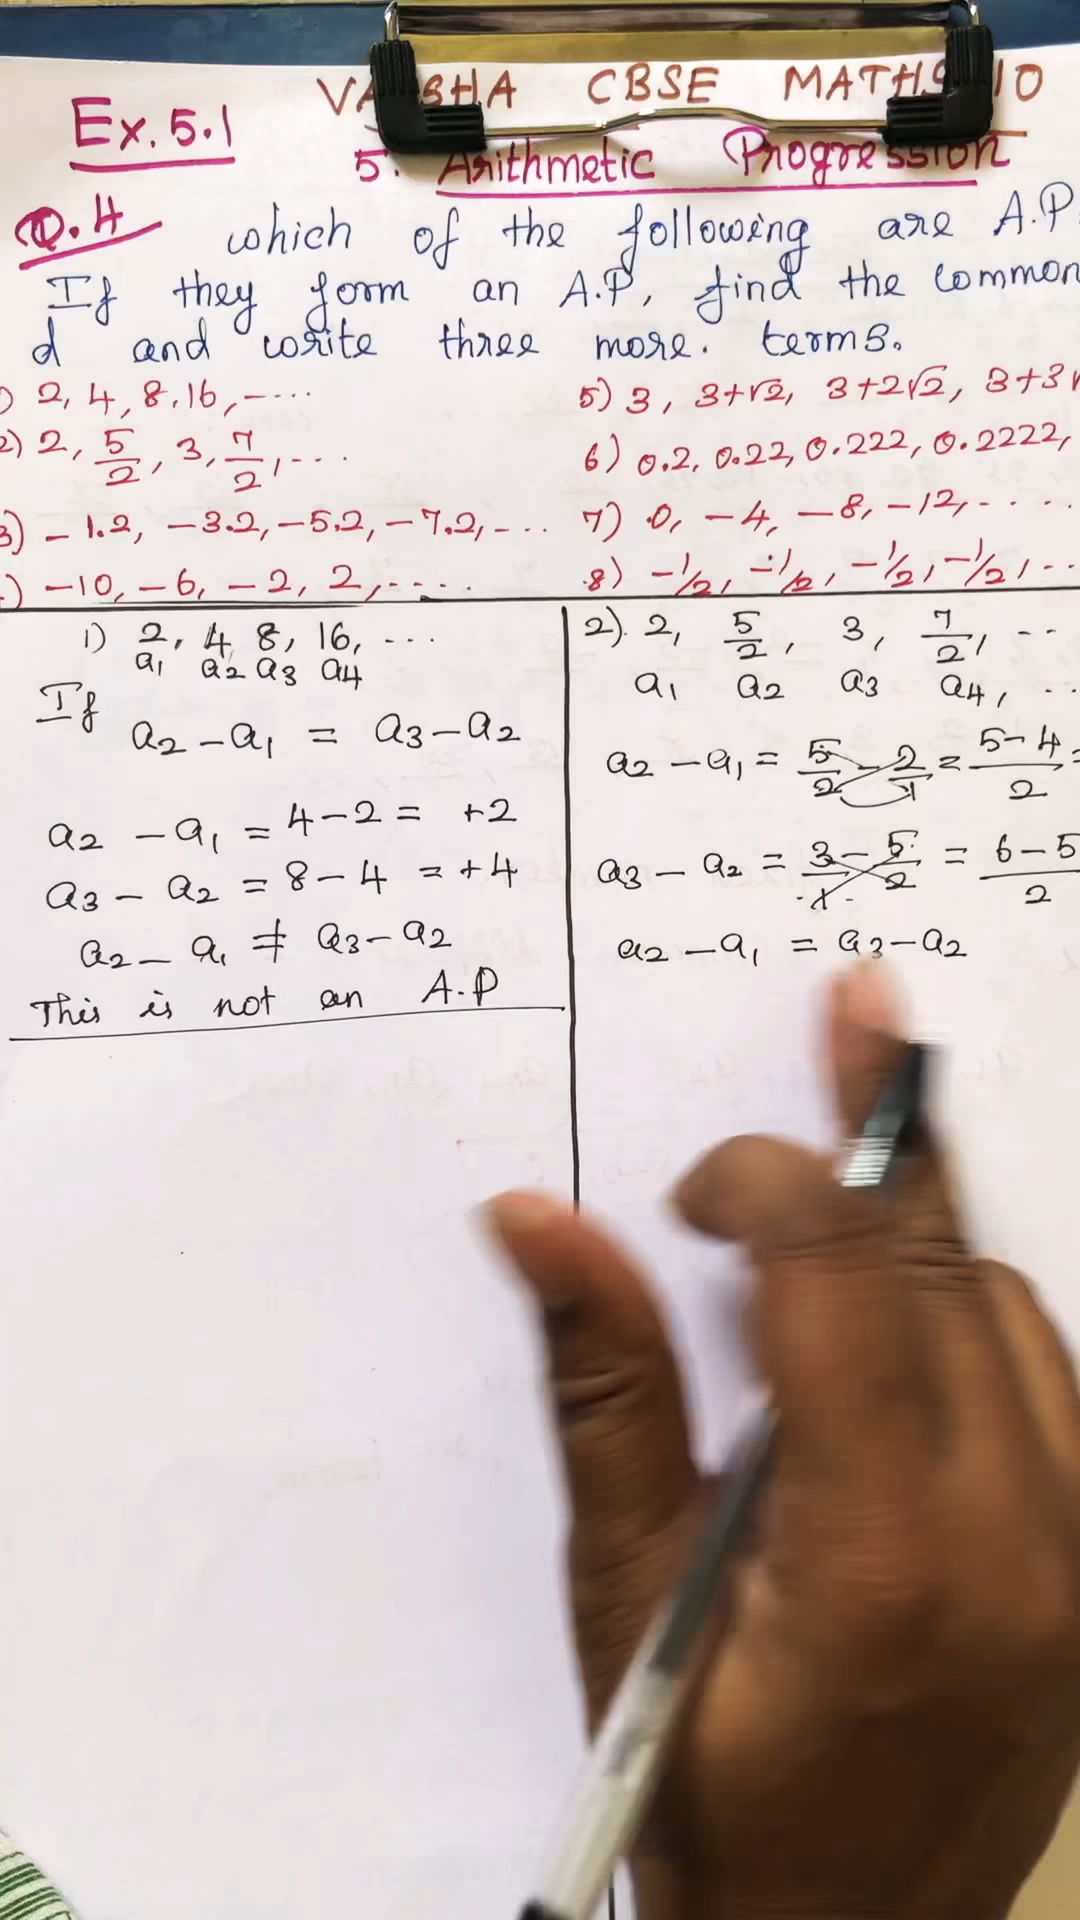 CBSE MATHS 10
Ex. 5.1
5. Arithmetic Progression
Q.4 which of the following are A.P.
If they form an A.P, find the common
d and write three more. terms.
1) 2, 4, 8, 16, ....
2) 2, 5/2, 3, 7/2, ...
3) -1.2, -3.2, -5.2, -7.2, ...
-10, -6, -2, 2, ....
5) 3, 3+√2, 3+2√2, 3+3√
6) 0.2, 0.22, 0.222, 0.2222,
7) 0, -4, -8, -12, ....
8) -1/2, -1/2, -1/2, -1/2, ..
1) 2, 4, 8, 16, ...
a1 a2 a3 a4
If
a2 - a1 = a3 - a2
a2 - a1 = 4 - 2 = +2
a3 - a2 = 8 - 4 = +4
a2 - a1 ≠ a3 - a2
This is not an A.P
2). 2, 5/2, 3, 7/2, ..
a1 a2 a3 a4, ..
a2 - a1 = 5/2 - 2/1 = 5-4/2 =
a3 - a2 = 3/1 - 5/2 = 6-5/2
a2 - a1 = a3 - a2